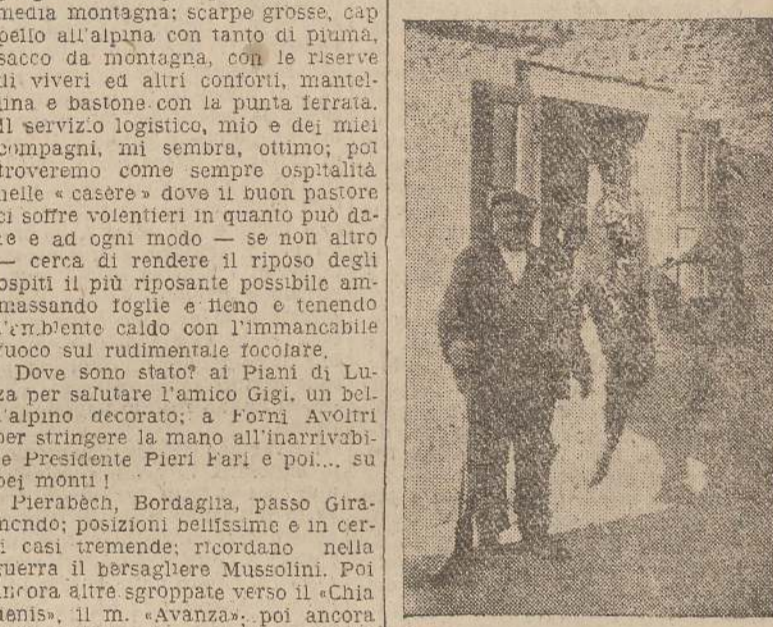 media montagna: scarpe grosse, cap
pello all'alpina con tanto di piuma,
sacco da montagna, con le riserve
di viveri ed altri conforti, mantel-
lina e bastone con la punta ferrata.
Il servizio logistico, mio e dei miei
compagni, mi sembra, ottimo; poi
troveremo come sempre ospitalità
nelle « casère » dove il buon pastore
ci soffre volentieri in quanto può da-
re e ad ogni modo — se non altro
— cerca di rendere il riposo degli
ospiti il più riposante possibile am-
massando foglie e fieno e tenendo
l'ambiente caldo con l'immancabile
fuoco sul rudimentale focolare.
Dove sono stato? ai Piani di Lu-
za per salutare l'amico Gigi, un bel-
l'alpino decorato; a Forni Avoltri
per stringere la mano all'inarrivabi-
le Presidente Pieri Fari e poi.... su
pei monti !
Pierabèch, Bordaglia, passo Gira-
mondo; posizioni bellissime e in cer-
ti casi tremende; ricordano nella
guerra il bersagliere Mussolini. Poi
ancora altre sgroppate verso il «Chia
denis», il m. «Avanza»; poi ancora